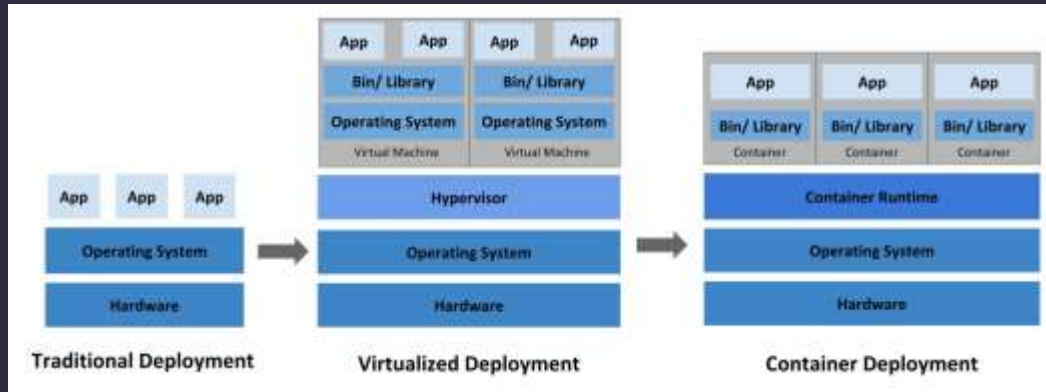 App App App
Operating System
Hardware
Traditional Deployment
App App App App
Bin/ Library Bin/ Library
Operating System Operating System
Virtual Machine Virtual Machine
Hypervisor
Operating System
Hardware
Virtualized Deployment
App App App
Bin/ Library Bin/ Library Bin/ Library
Container Container Container
Container Runtime
Operating System
Hardware
Container Deployment